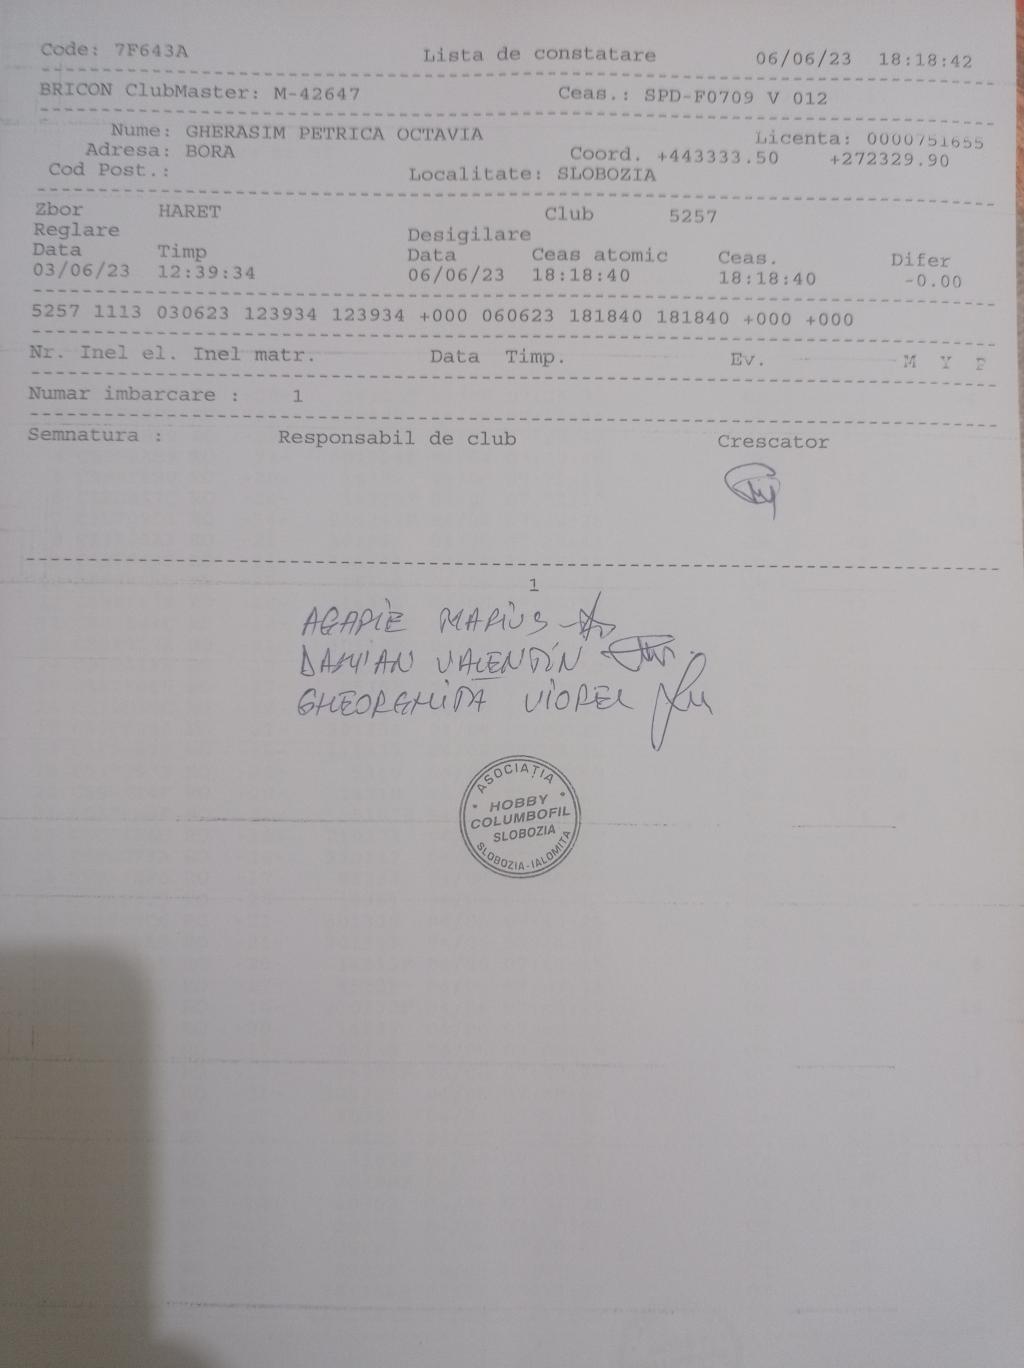 Code: 7F643A Lista de constatare 06/06/23 18:18:42
BRICON ClubMaster: M-42647 Ceas.: SPD-F0709 V 012
Nume: GHERASIM PETRICA OCTAVIA Licenta: 0000751655
Adresa: BORA Coord. +443333.50 +272329.90
Cod Post.: Localitate: SLOBOZIA
Zbor HARET Club 5257
Reglare Desigilare
Data Timp Data Ceas atomic Ceas. Difer
03/06/23 12:39:34 06/06/23 18:18:40 18:18:40 -0.00
5257 1113 030623 123934 123934 +000 060623 181840 181840 +000 +000
Nr. Inel el. Inel matr. Data Timp. Ev. M Y P
Numar imbarcare : 1
Semnatura : Responsabil de club Crescator
1
AGAPIE MARIUS
DAMIAN VALENTIN
GHEORGHITA VIOREL
ASOCIAȚIA
HOBBY
COLUMBOFIL
SLOBOZIA
SLOBOZIA-IALOMITA